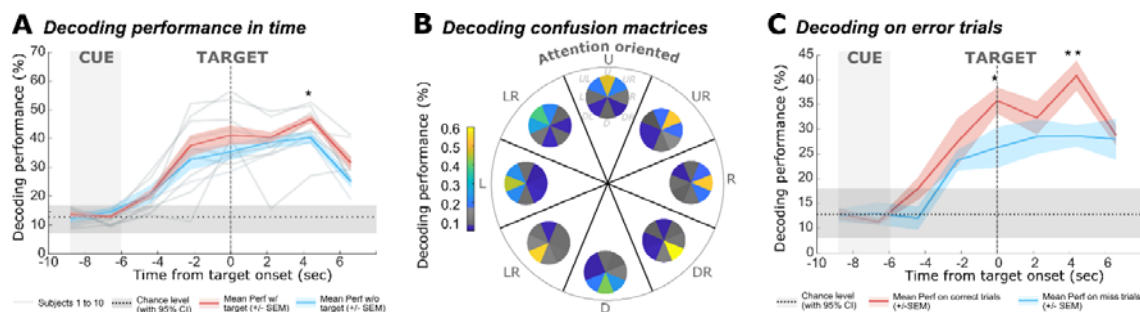 A Decoding performance in time
Decoding performance (%)
70
60
50
40
30
20
10
0
CUE
TARGET
*
-10 -8 -6 -4 -2 0 2 4 6
Time from target onset (sec)
Subjects 1 to 10
Chance level
(with 95% CI)
Mean Perf w/
target (+/- SEM)
Mean Perf w/o
target (+/- SEM)
B Decoding confusion mactrices
Attention oriented
Decoding performance (%)
0.6
0.5
0.4
0.3
0.2
0.1
U
UR
R
DR
D
LR
L
LR
U
UL
UR
D
C Decoding on error trials
Decoding performance (%)
45
40
35
30
25
20
15
10
5
0
CUE
TARGET
*
**
-10 -8 -6 -4 -2 0 2 4 6
Time from target onset (sec)
Chance level
(with 95% CI)
Mean Perf on correct trials
(+/-SEM)
Mean Perf on miss trials
(+/- SEM)